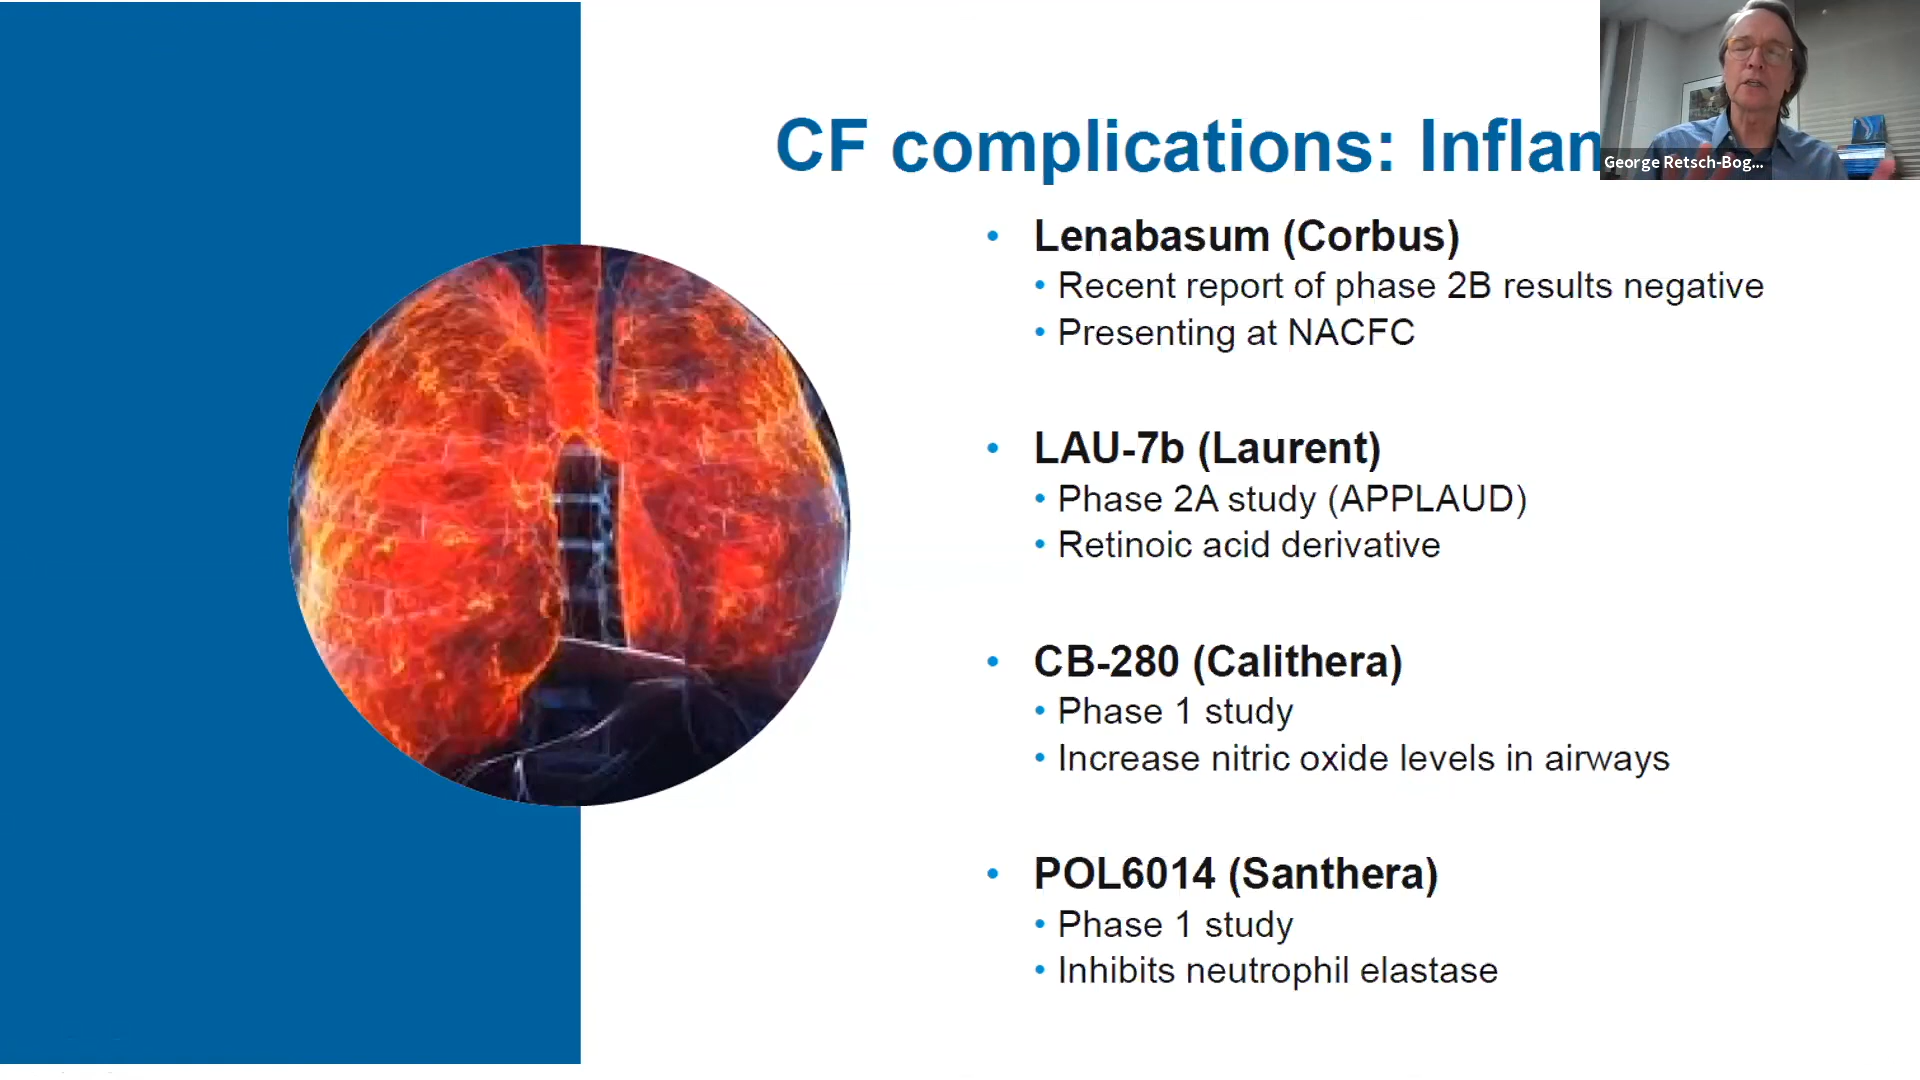 CF complications: Inflam
George Retsch-Bog...
• Lenabasum (Corbus)
• Recent report of phase 2B results negative
• Presenting at NACFC
• LAU-7b (Laurent)
• Phase 2A study (APPLAUD)
• Retinoic acid derivative
• CB-280 (Calithera)
• Phase 1 study
• Increase nitric oxide levels in airways
• POL6014 (Santhera)
• Phase 1 study
• Inhibits neutrophil elastase